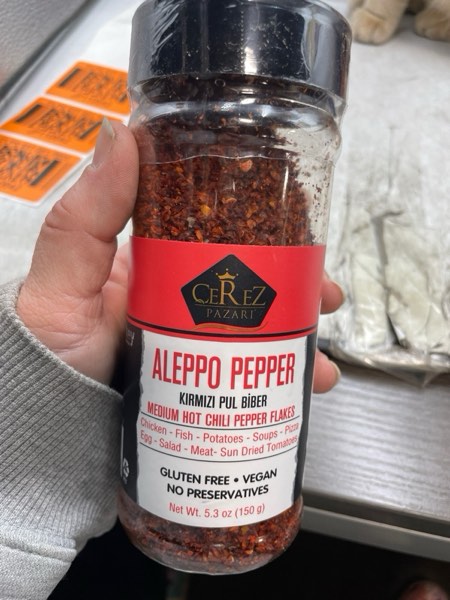 CeReZ
PAZARI
ALEPPO PEPPER
KIRMIZI PUL BİBER
MEDIUM HOT CHILI PEPPER FLAKES
Chicken - Fish - Potatoes - Soups - Pizza
Egg - Salad - Meat- Sun Dried Tomatoes
GLUTEN FREE • VEGAN
NO PRESERVATIVES
Net Wt. 5.3 oz (150 g)